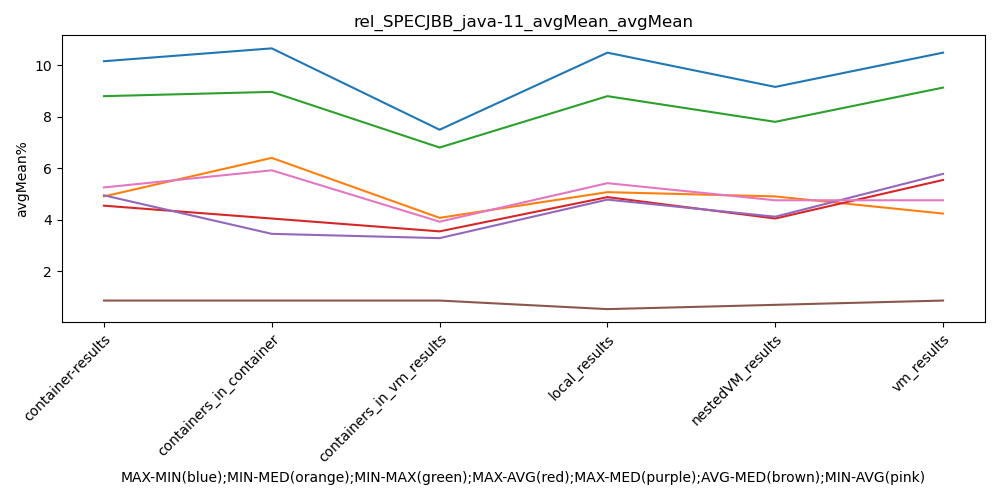 rel_SPECJBB_java-11_avgMean_avgMean
avgMean%
10
8
6
4
2
container-results
containers_in_container
containers_in_vm_results
local_results
nestedVM_results
vm_results
MAX-MIN(blue);MIN-MED(orange);MIN-MAX(green);MAX-AVG(red);MAX-MED(purple);AVG-MED(brown);MIN-AVG(pink)